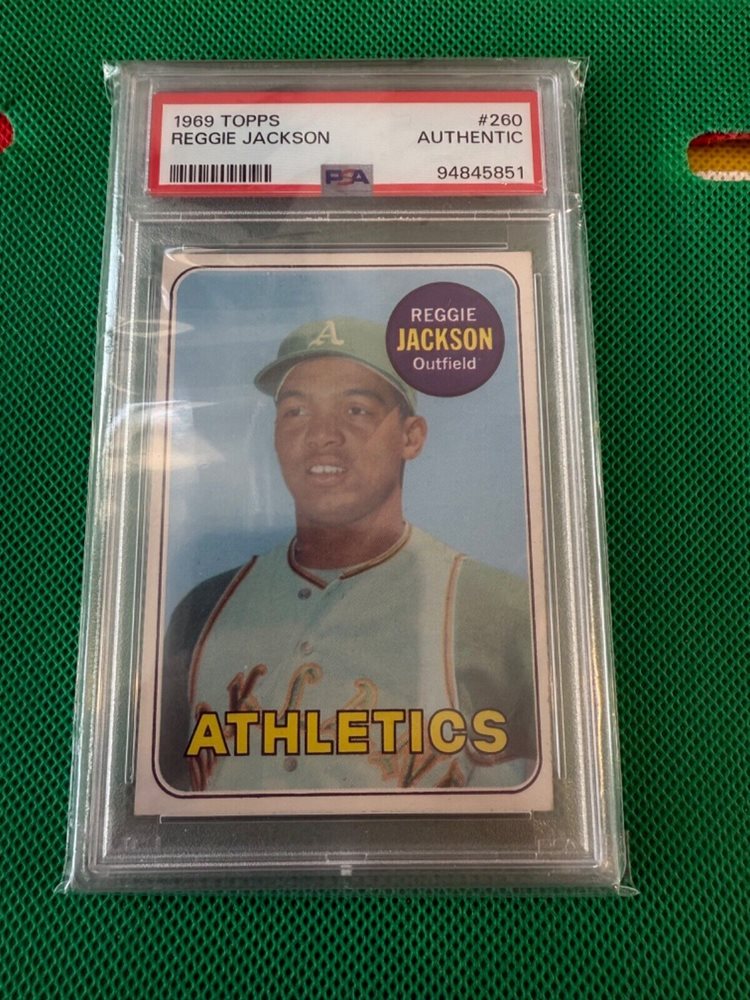 1969 TOPPS #260
REGGIE JACKSON AUTHENTIC
PSA 94845851
A
REGGIE
JACKSON
Outfield
ATHLETICS